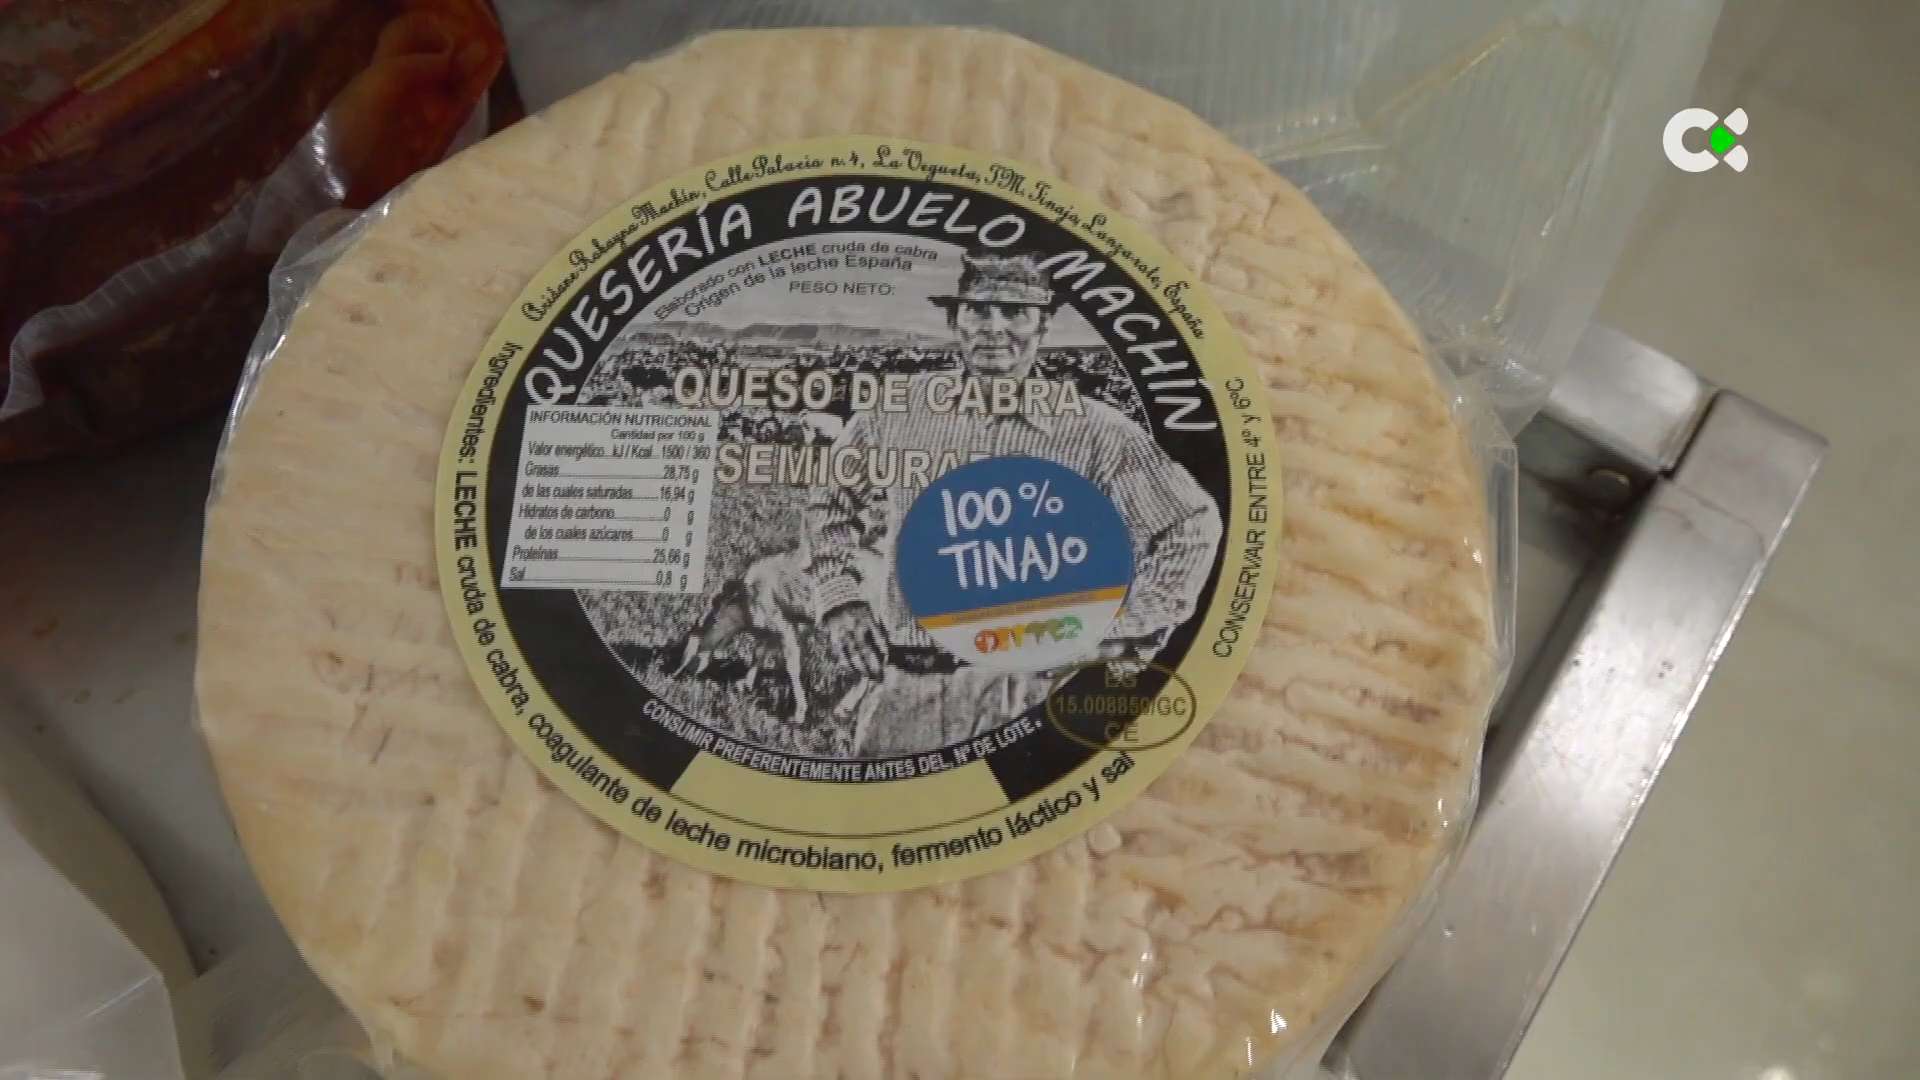 Aridane Robayna Machín, Calle Palacio n.4, La Vegueta, T.M. Tinajo, Lanzarote, España
QUESERÍA ABUELO MACHÍN
Elaborado con LECHE cruda de cabra
Origen de la leche España
PESO NETO:
QUESO DE CABRA
SEMICURA
INFORMACIÓN NUTRICIONAL
Cantidad por 100 g
Valor energético...kJ / Kcal...1500 / 360
Grasas 28,75 g
de las cuales saturadas 16,94 g
Hidratos de carbono 0 g
de los cuales azúcares 0 g
Proteínas 25,66 g
Sal 0,8 g
100%
TINAJO
CONSERVAR ENTRE 4º y 6ºC.
ES
15.008850/GC
CE
CONSUMIR PREFERENTEMENTE ANTES DEL, Nº DE LOTE.
Ingredientes: LECHE cruda de cabra, coagulante de leche microbiano, fermento láctico y sal